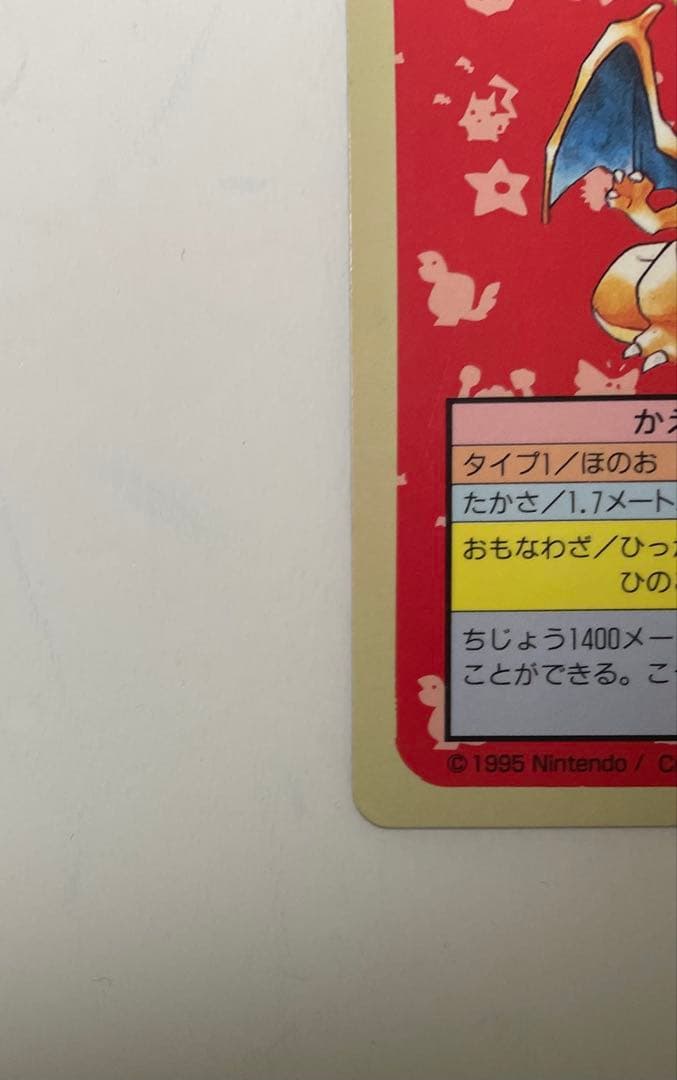 かえ
タイプ1／ほのお
たかさ／1.7メート
おもなわざ／ひっか
ひの
ちじょう1400メー
ことができる。こ
©1995 Nintendo / C